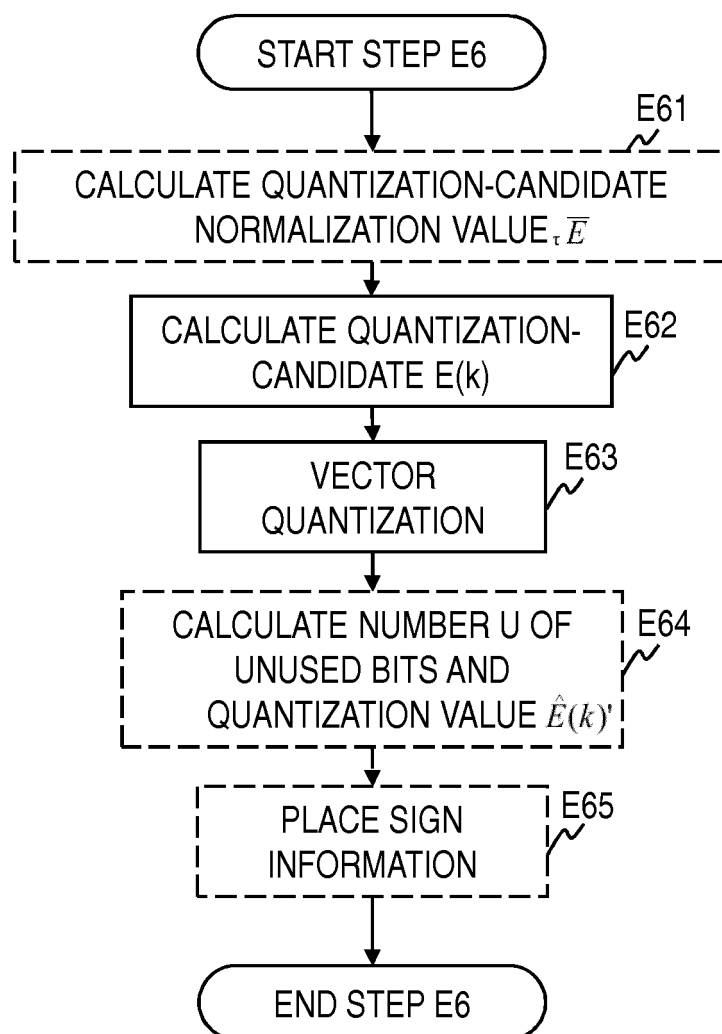 START STEP E6
E61
CALCULATE QUANTIZATION-CANDIDATE
NORMALIZATION VALUE τE̅
CALCULATE QUANTIZATION-
CANDIDATE E(k)
E62
VECTOR
QUANTIZATION
E63
CALCULATE NUMBER U OF
UNUSED BITS AND
QUANTIZATION VALUE Ê(k)'
E64
PLACE SIGN
INFORMATION
E65
END STEP E6